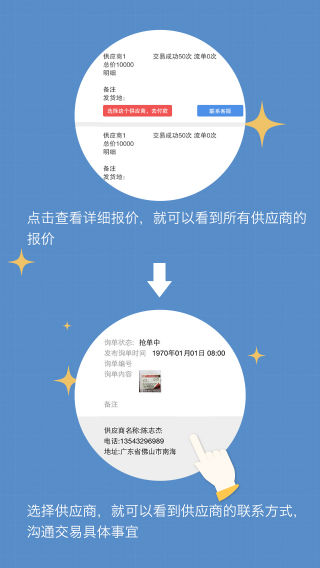 供应商1 交易成功50次 流单0次
总价10000
明细
备注
发货地:
选择这个供应商，去付款 联系客服
供应商1 交易成功50次 流单0次
总价10000
明细
备注
发货地:
点击查看详细报价，就可以看到所有供应商的
报价
询单状态: 抢单中
发布询单时间 1970年01月01日 08:00
询单编号
询单内容
备注
供应商名称:陈志杰
电话:13543296989
地址:广东省佛山市南海
选择供应商，就可以看到供应商的联系方式，
沟通交易具体事宜